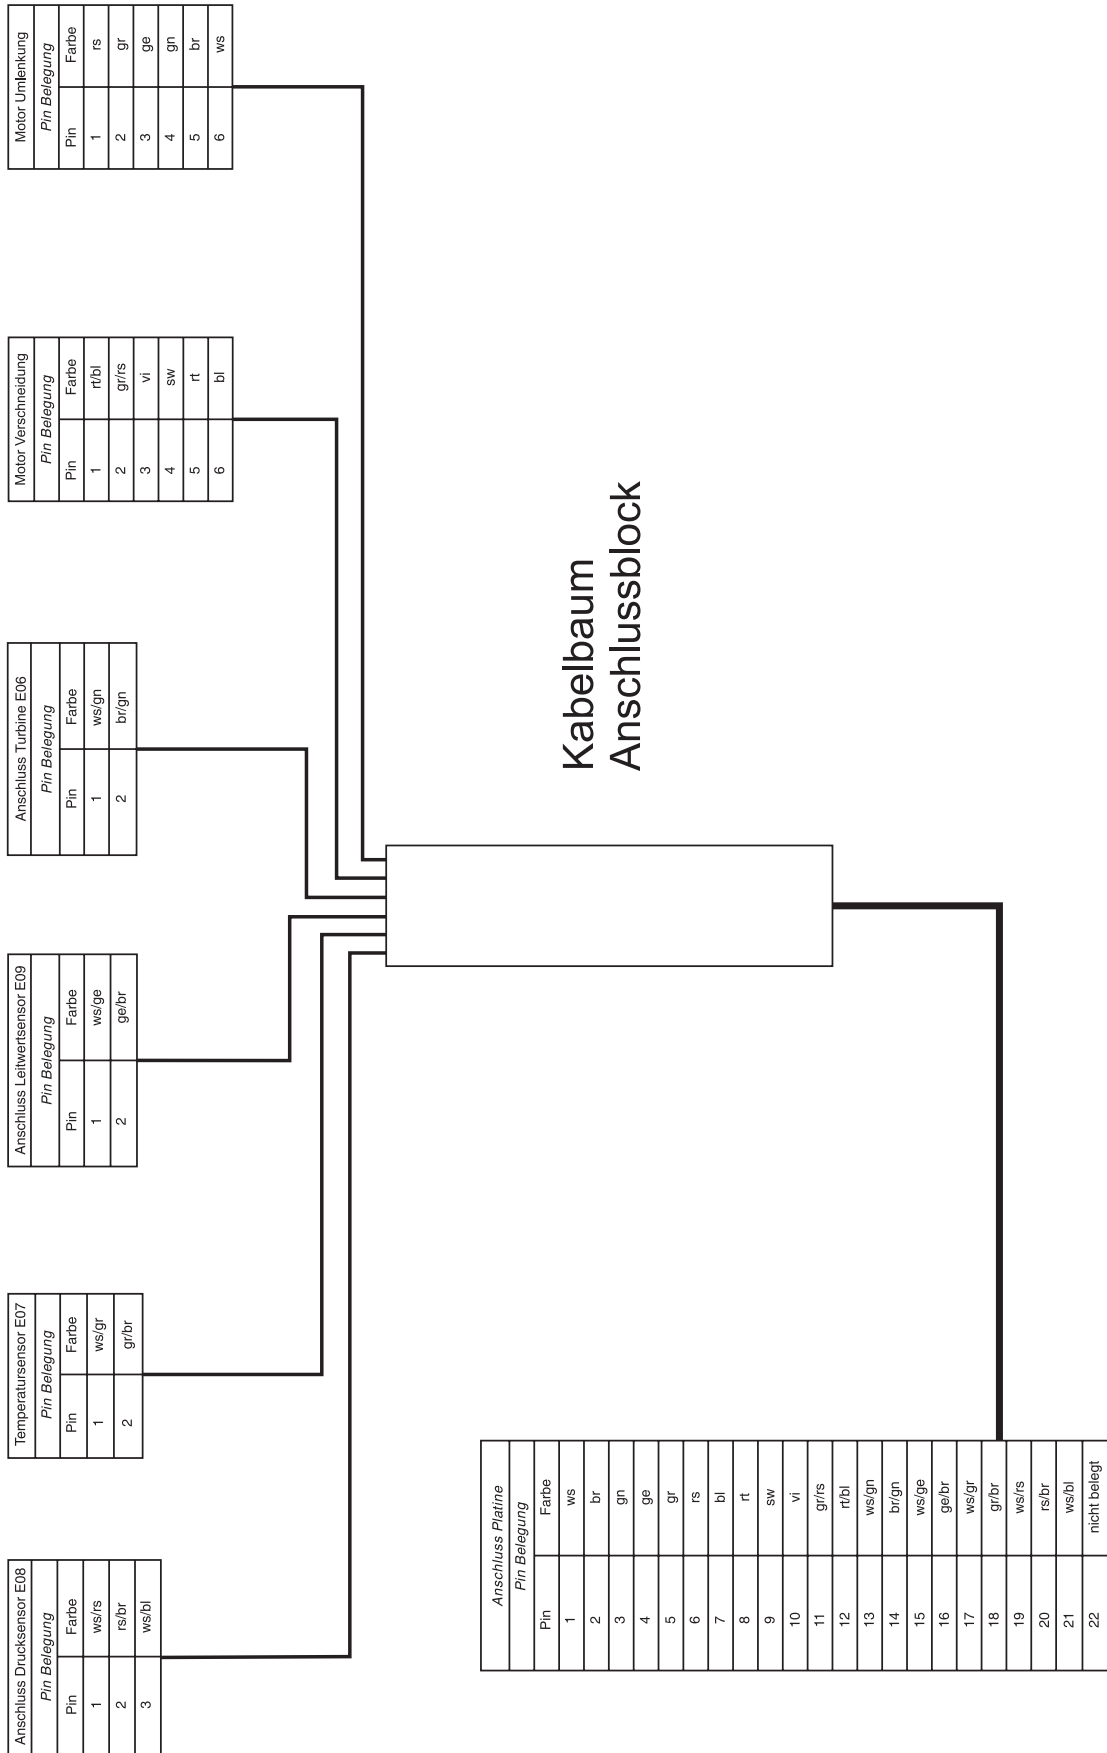 Anschluss Drucksensor E08
Pin Belegung
Pin Farbe
1 ws/rs
2 rs/br
3 ws/bl
Temperatursensor E07
Pin Belegung
Pin Farbe
1 ws/gr
2 gr/br
Anschluss Leitwertsensor E09
Pin Belegung
Pin Farbe
1 ws/ge
2 ge/br
Anschluss Turbine E06
Pin Belegung
Pin Farbe
1 ws/gn
2 br/gn
Motor Verschneidung
Pin Belegung
Pin Farbe
1 rt/bl
2 gr/rs
3 vi
4 sw
5 rt
6 bl
Motor Umlenkung
Pin Belegung
Pin Farbe
1 rs
2 gr
3 ge
4 gn
5 br
6 ws
Kabelbaum
Anschlussblock
Anschluss Platine
Pin Belegung
Pin Farbe
1 ws
2 br
3 gn
4 ge
5 gr
6 rs
7 bl
8 rt
9 sw
10 vi
11 gr/rs
12 rt/bl
13 ws/gn
14 br/gn
15 ws/ge
16 ge/br
17 ws/gr
18 gr/br
19 ws/rs
20 rs/br
21 ws/bl
22 nicht belegt